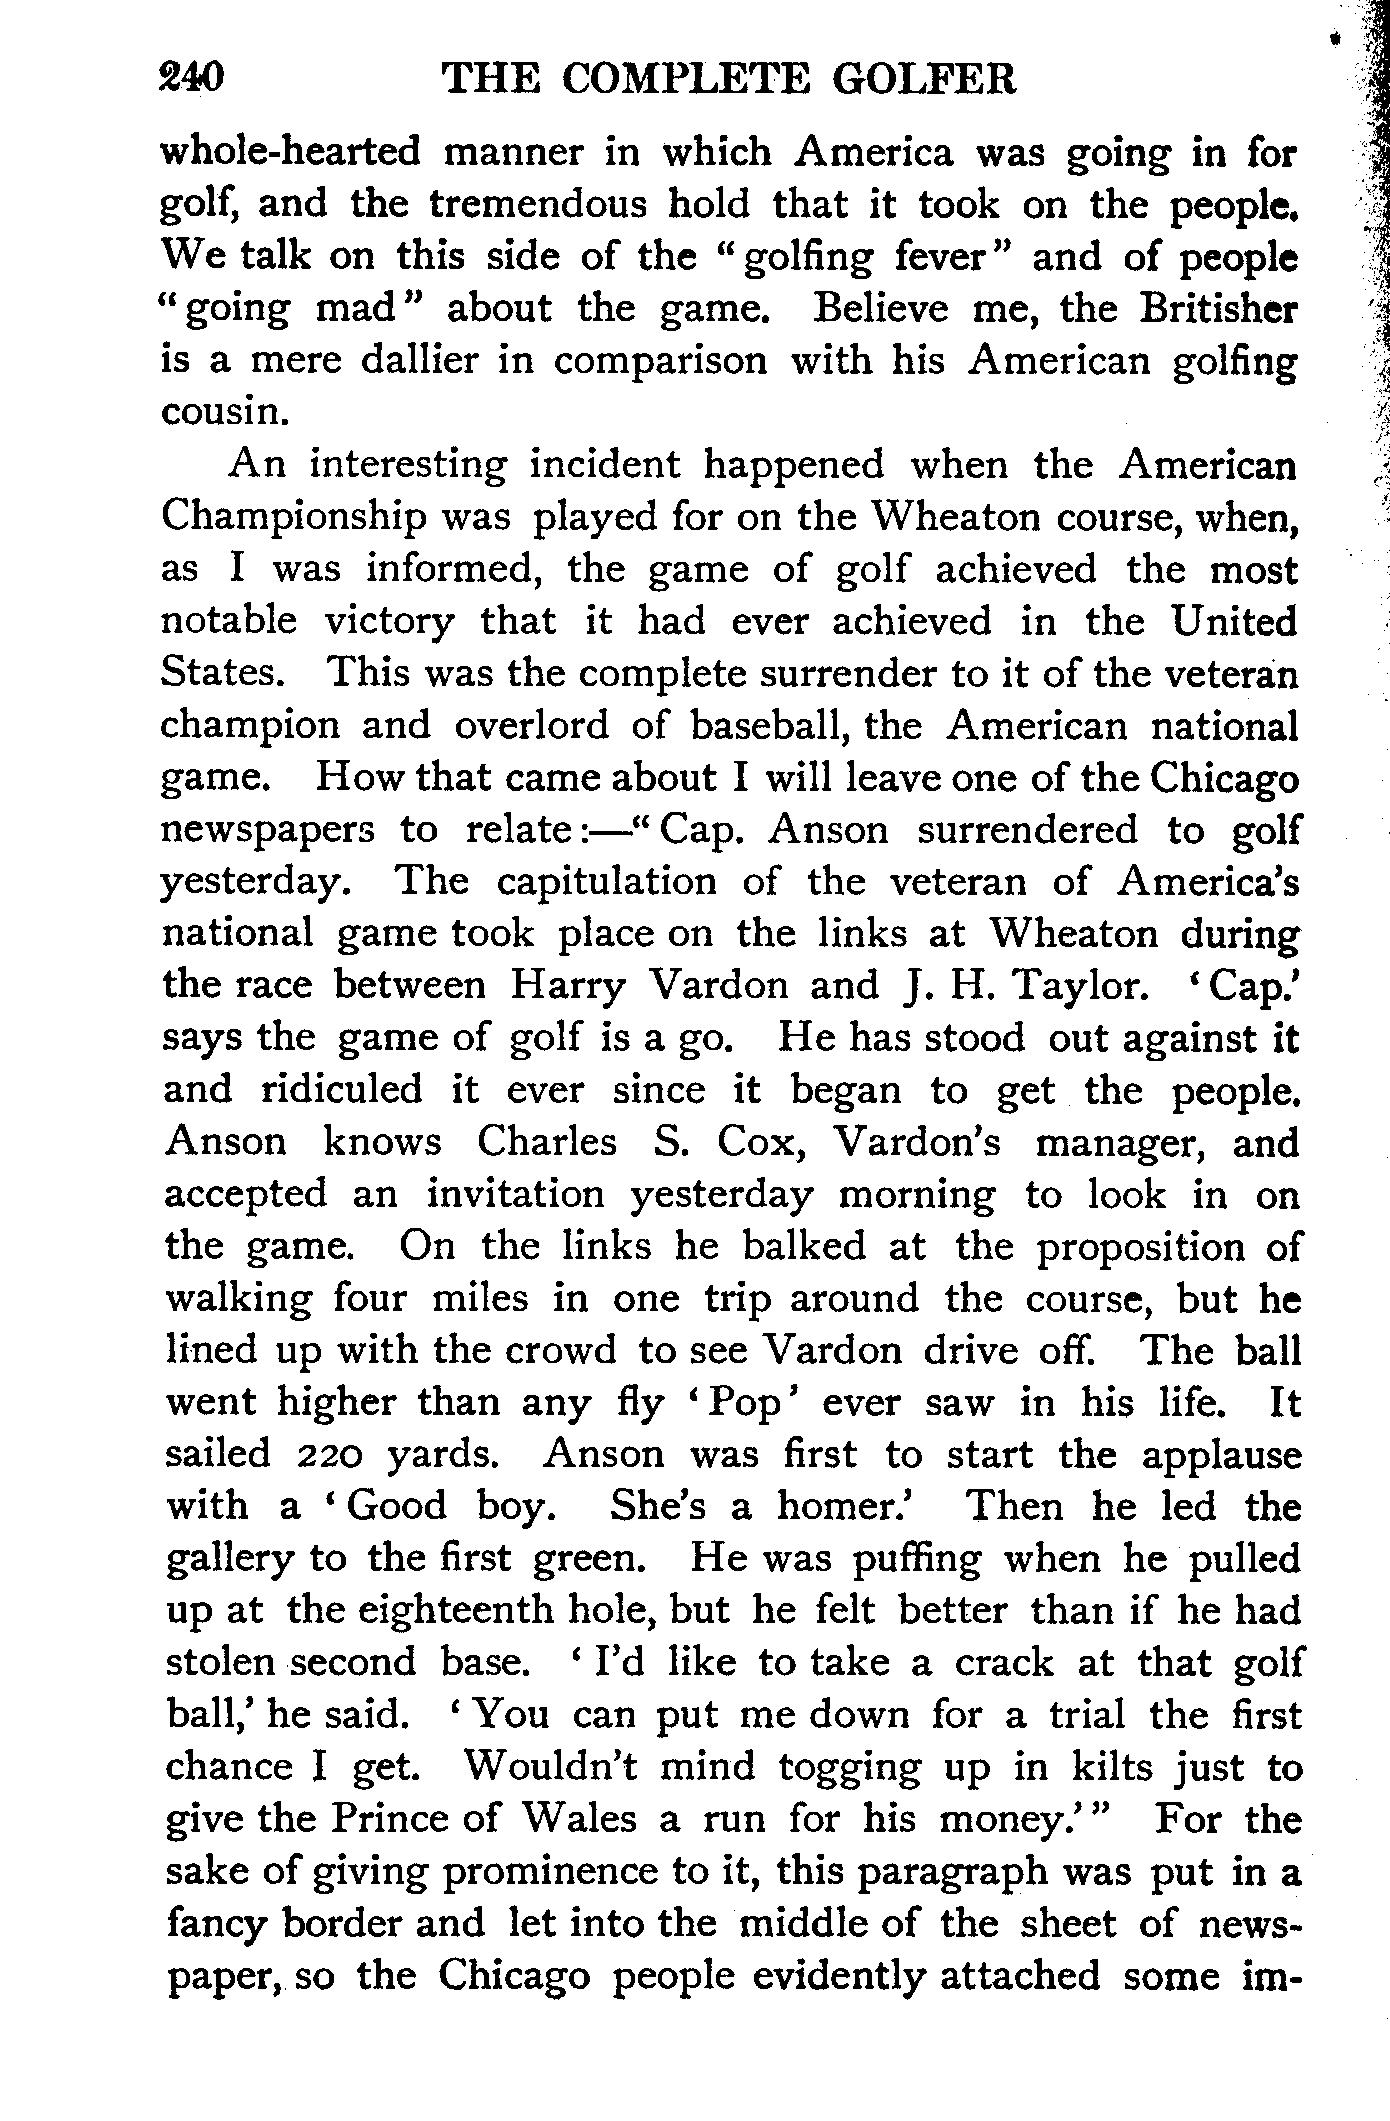 240 THE COMPLETE GOLFER
whole-hearted manner in which America was going in for
golf, and the tremendous hold that it took on the people.
We talk on this side of the “golfing fever” and of people
“going mad” about the game. Believe me, the Britisher
is a mere dallier in comparison with his American golfing
cousin.
An interesting incident happened when the American
Championship was played for on the Wheaton course, when,
as I was informed, the game of golf achieved the most
notable victory that it had ever achieved in the United
States. This was the complete surrender to it of the veteran
champion and overlord of baseball, the American national
game. How that came about I will leave one of the Chicago
newspapers to relate:—“Cap. Anson surrendered to golf
yesterday. The capitulation of the veteran of America’s
national game took place on the links at Wheaton during
the race between Harry Vardon and J. H. Taylor. ‘Cap.’
says the game of golf is a go. He has stood out against it
and ridiculed it ever since it began to get the people.
Anson knows Charles S. Cox, Vardon’s manager, and
accepted an invitation yesterday morning to look in on
the game. On the links he balked at the proposition of
walking four miles in one trip around the course, but he
lined up with the crowd to see Vardon drive off. The ball
went higher than any fly ‘Pop’ ever saw in his life. It
sailed 220 yards. Anson was first to start the applause
with a ‘Good boy. She’s a homer.’ Then he led the
gallery to the first green. He was puffing when he pulled
up at the eighteenth hole, but he felt better than if he had
stolen second base. ‘I’d like to take a crack at that golf
ball,’ he said. ‘You can put me down for a trial the first
chance I get. Wouldn’t mind togging up in kilts just to
give the Prince of Wales a run for his money.’” For the
sake of giving prominence to it, this paragraph was put in a
fancy border and let into the middle of the sheet of news-
paper, so the Chicago people evidently attached some im-